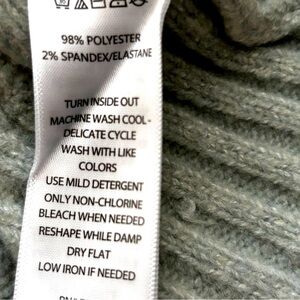 98% POLYESTER
2% SPANDEX/ELASTANE
TURN INSIDE OUT
MACHINE WASH COOL-
DELICATE CYCLE
WASH WITH LIKE
COLORS
USE MILD DETERGENT
ONLY NON-CHLORINE
BLEACH WHEN NEEDED
RESHAPE WHILE DAMP
DRY FLAT
LOW IRON IF NEEDED